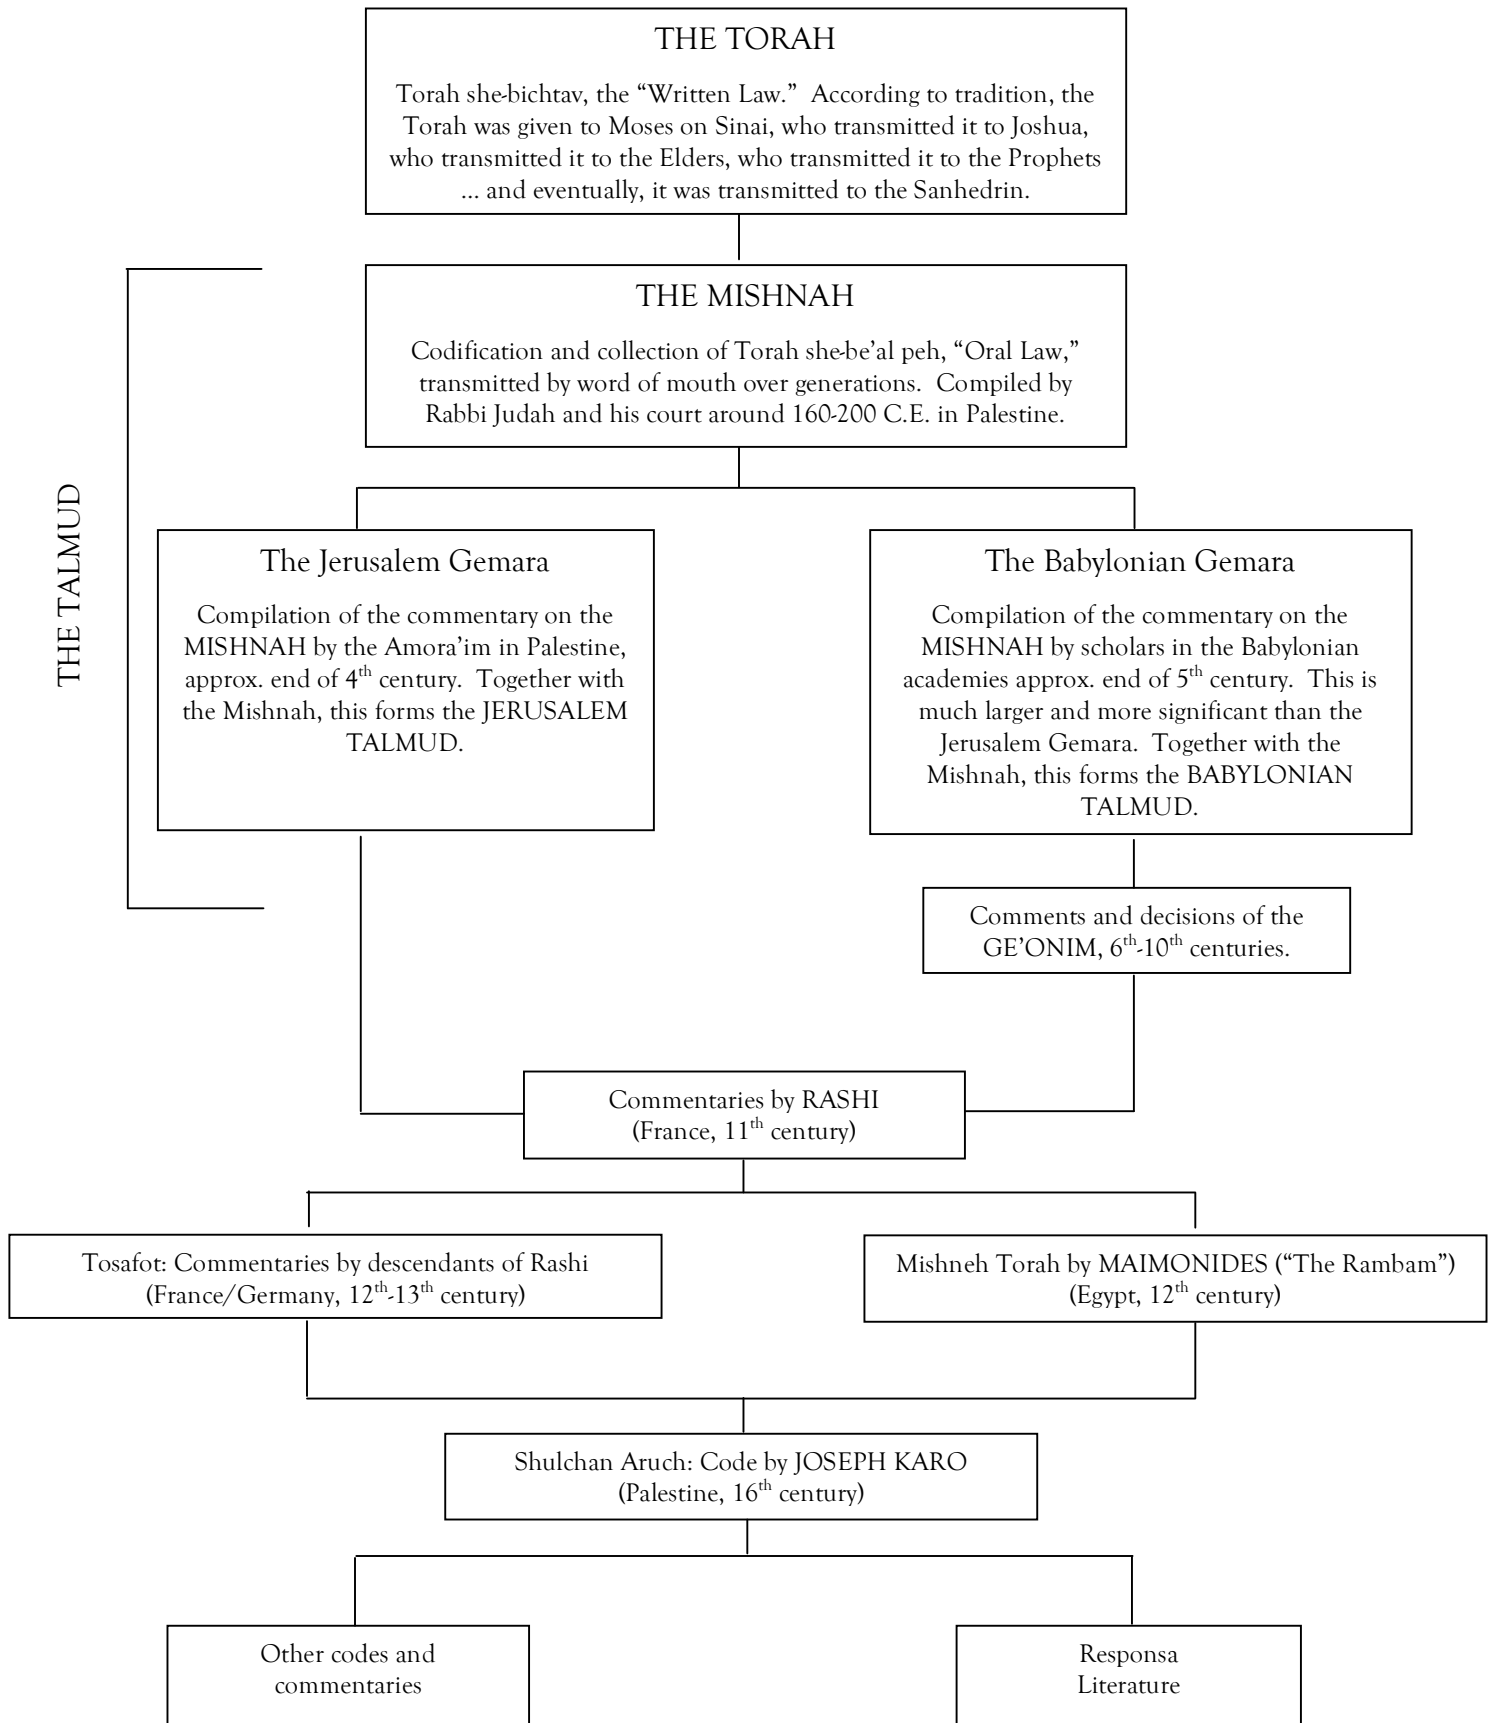 THE TORAH
Torah she-bichtav, the “Written Law.” According to tradition, the
Torah was given to Moses on Sinai, who transmitted it to Joshua,
who transmitted it to the Elders, who transmitted it to the Prophets
… and eventually, it was transmitted to the Sanhedrin.
THE MISHNAH
Codification and collection of Torah she-be’al peh, “Oral Law,”
transmitted by word of mouth over generations. Compiled by
Rabbi Judah and his court around 160-200 C.E. in Palestine.
THE TALMUD
The Jerusalem Gemara
Compilation of the commentary on the
MISHNAH by the Amora’im in Palestine,
approx. end of 4th century. Together with
the Mishnah, this forms the JERUSALEM
TALMUD.
The Babylonian Gemara
Compilation of the commentary on the
MISHNAH by scholars in the Babylonian
academies approx. end of 5th century. This is
much larger and more significant than the
Jerusalem Gemara. Together with the
Mishnah, this forms the BABYLONIAN
TALMUD.
Comments and decisions of the
GE’ONIM, 6th-10th centuries.
Commentaries by RASHI
(France, 11th century)
Tosafot: Commentaries by descendants of Rashi
(France/Germany, 12th-13th century)
Mishneh Torah by MAIMONIDES (“The Rambam”)
(Egypt, 12th century)
Shulchan Aruch: Code by JOSEPH KARO
(Palestine, 16th century)
Other codes and
commentaries
Responsa
Literature